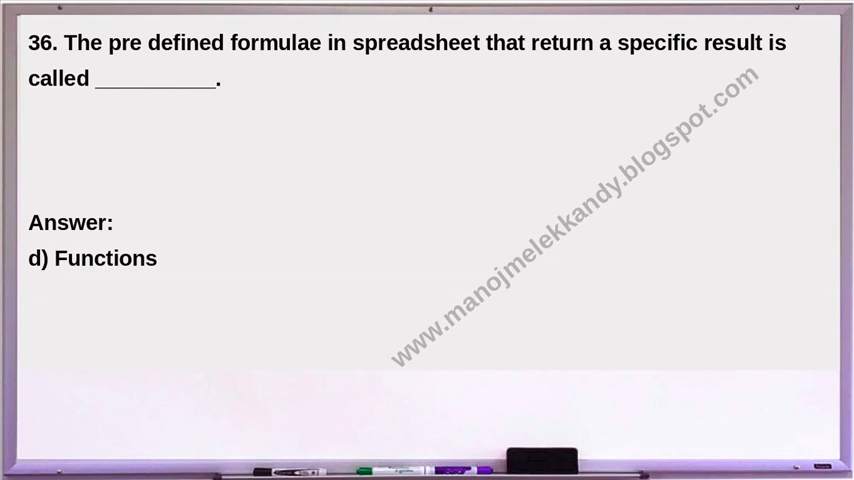 36. The pre defined formulae in spreadsheet that return a specific result is
called __________.
Answer:
d) Functions
www.manojmelekkandy.blogspot.com